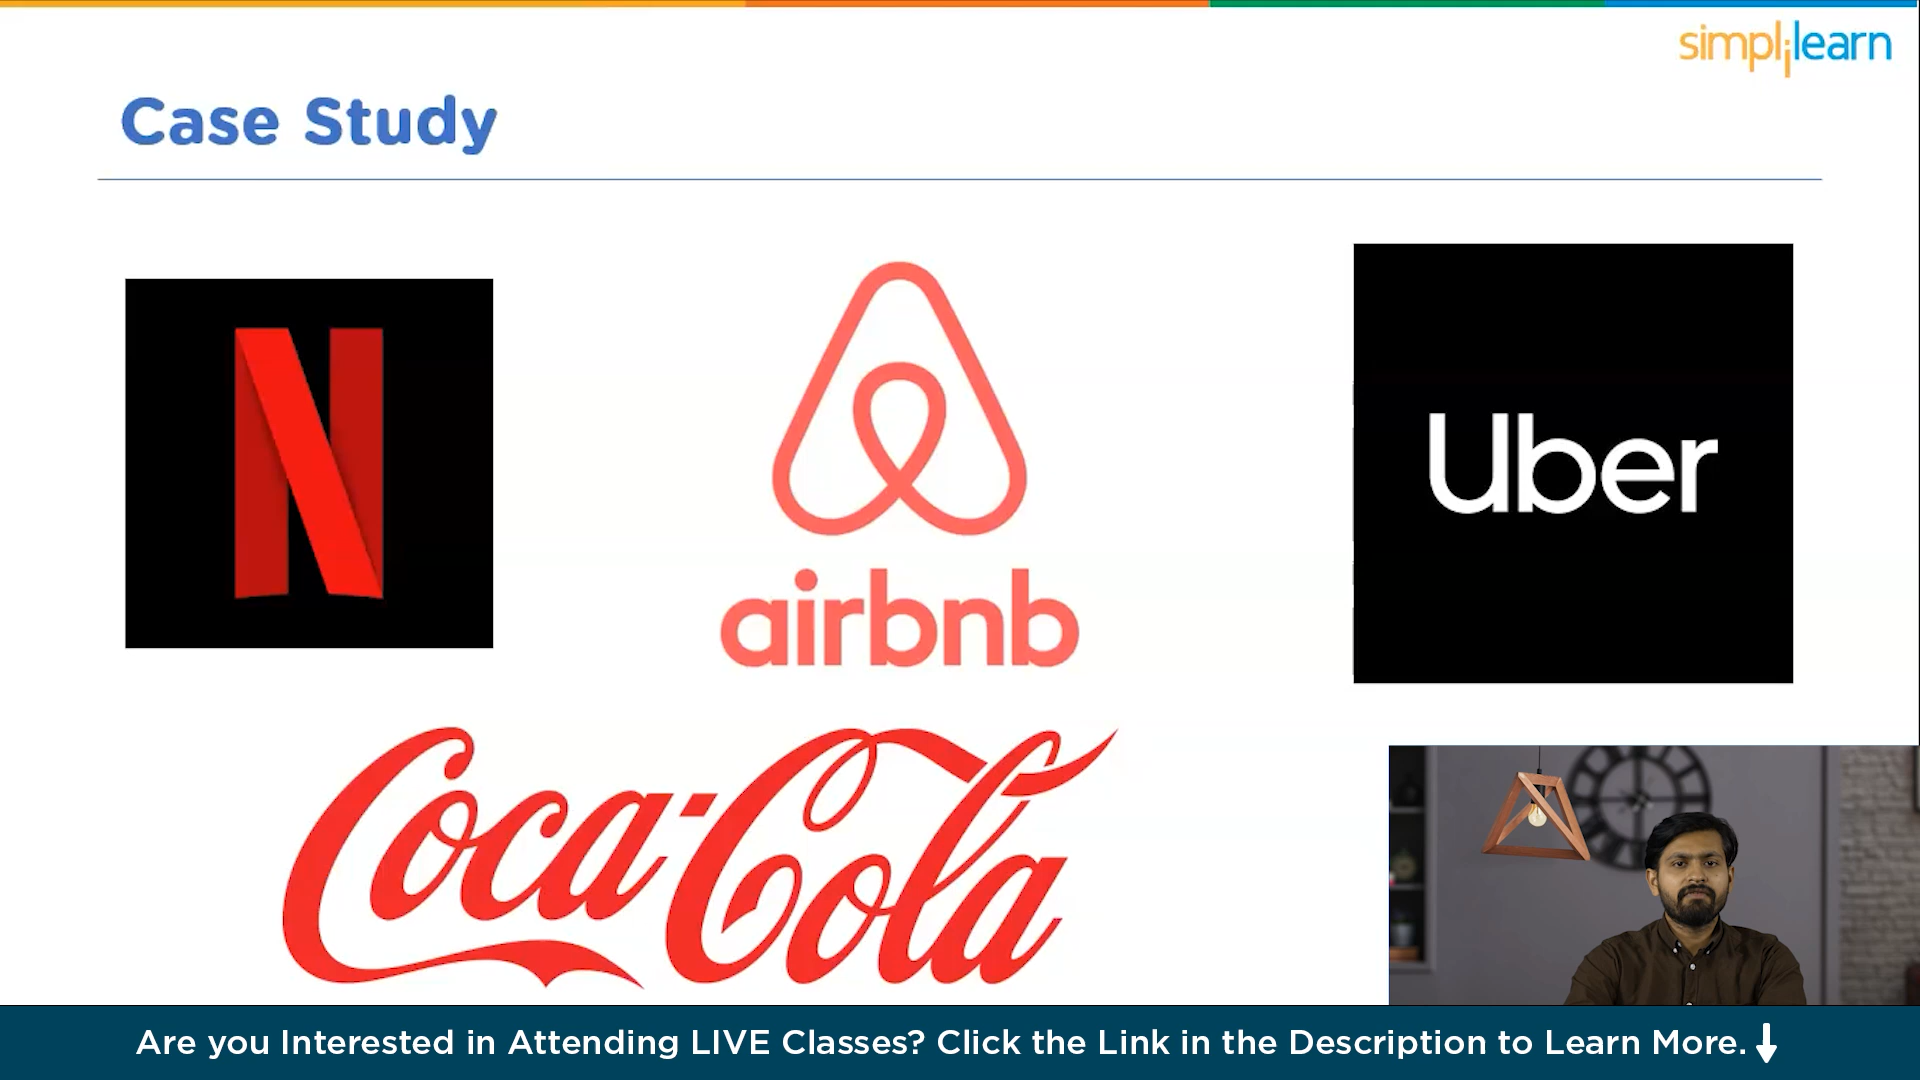 simplilearn
Case Study
N
Uber
airbnb
Coca-Cola
Are you Interested in Attending LIVE Classes? Click the Link in the Description to Learn More.